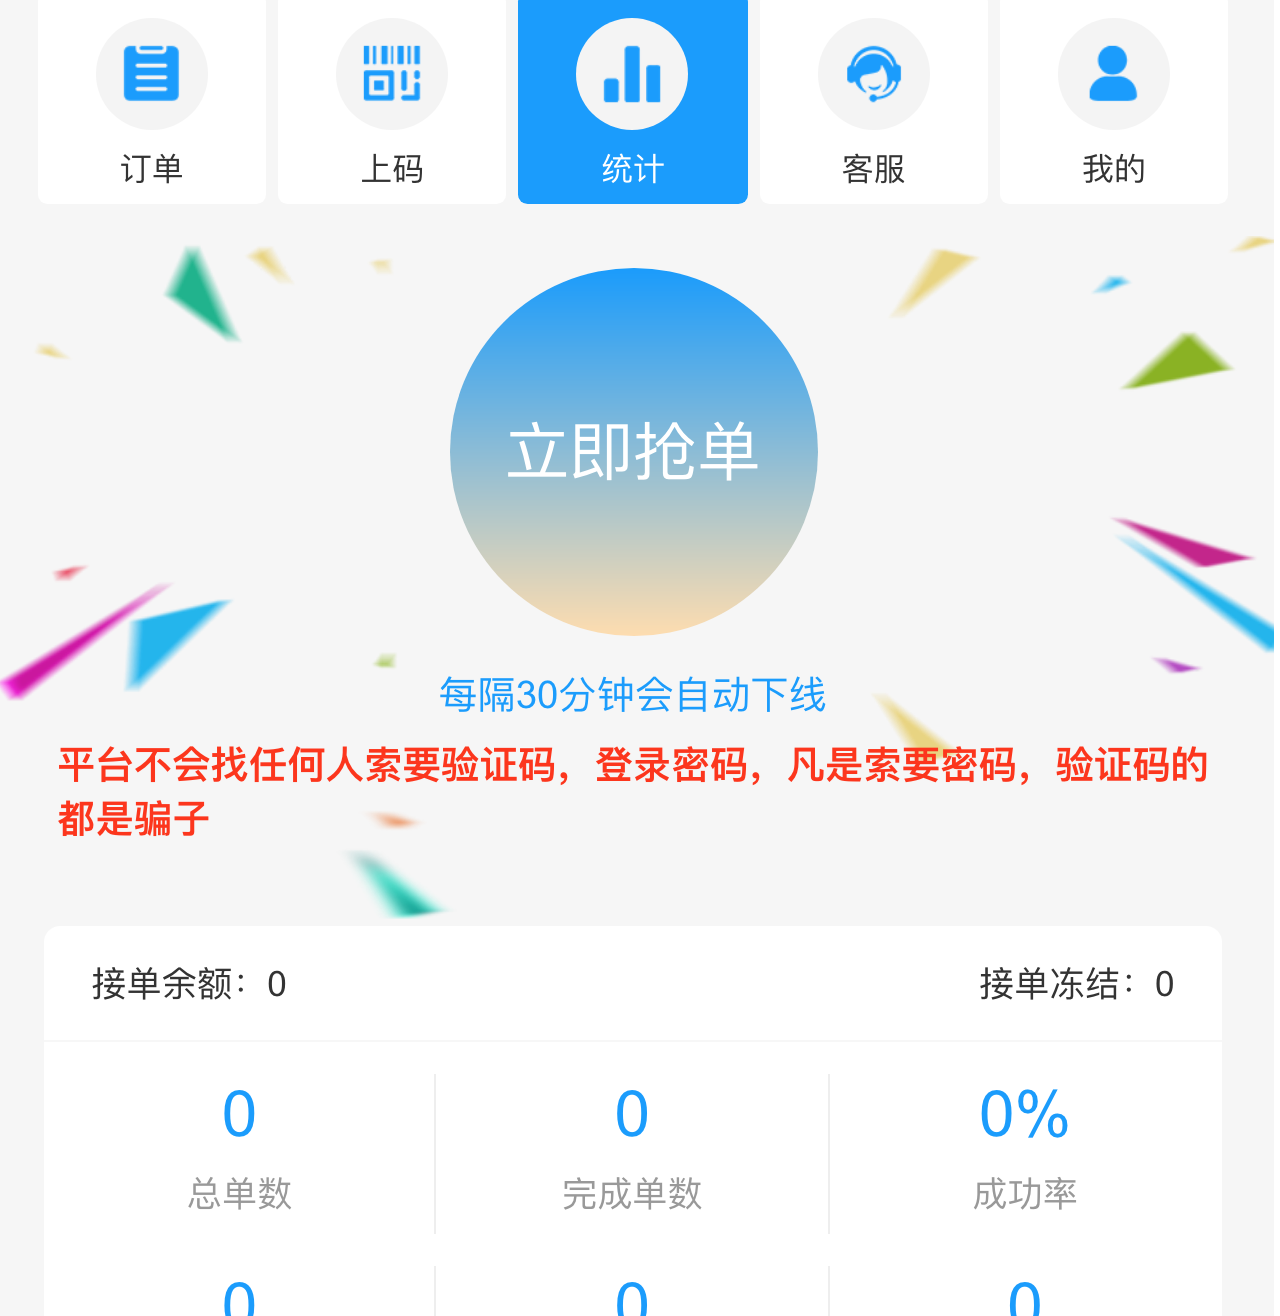 订单
上码
统计
客服
我的
立即抢单
每隔30分钟会自动下线
平台不会找任何人索要验证码，登录密码，凡是索要密码，验证码的
都是骗子
接单余额：0
接单冻结：0
0
0
0%
总单数
完成单数
成功率
0
0
0